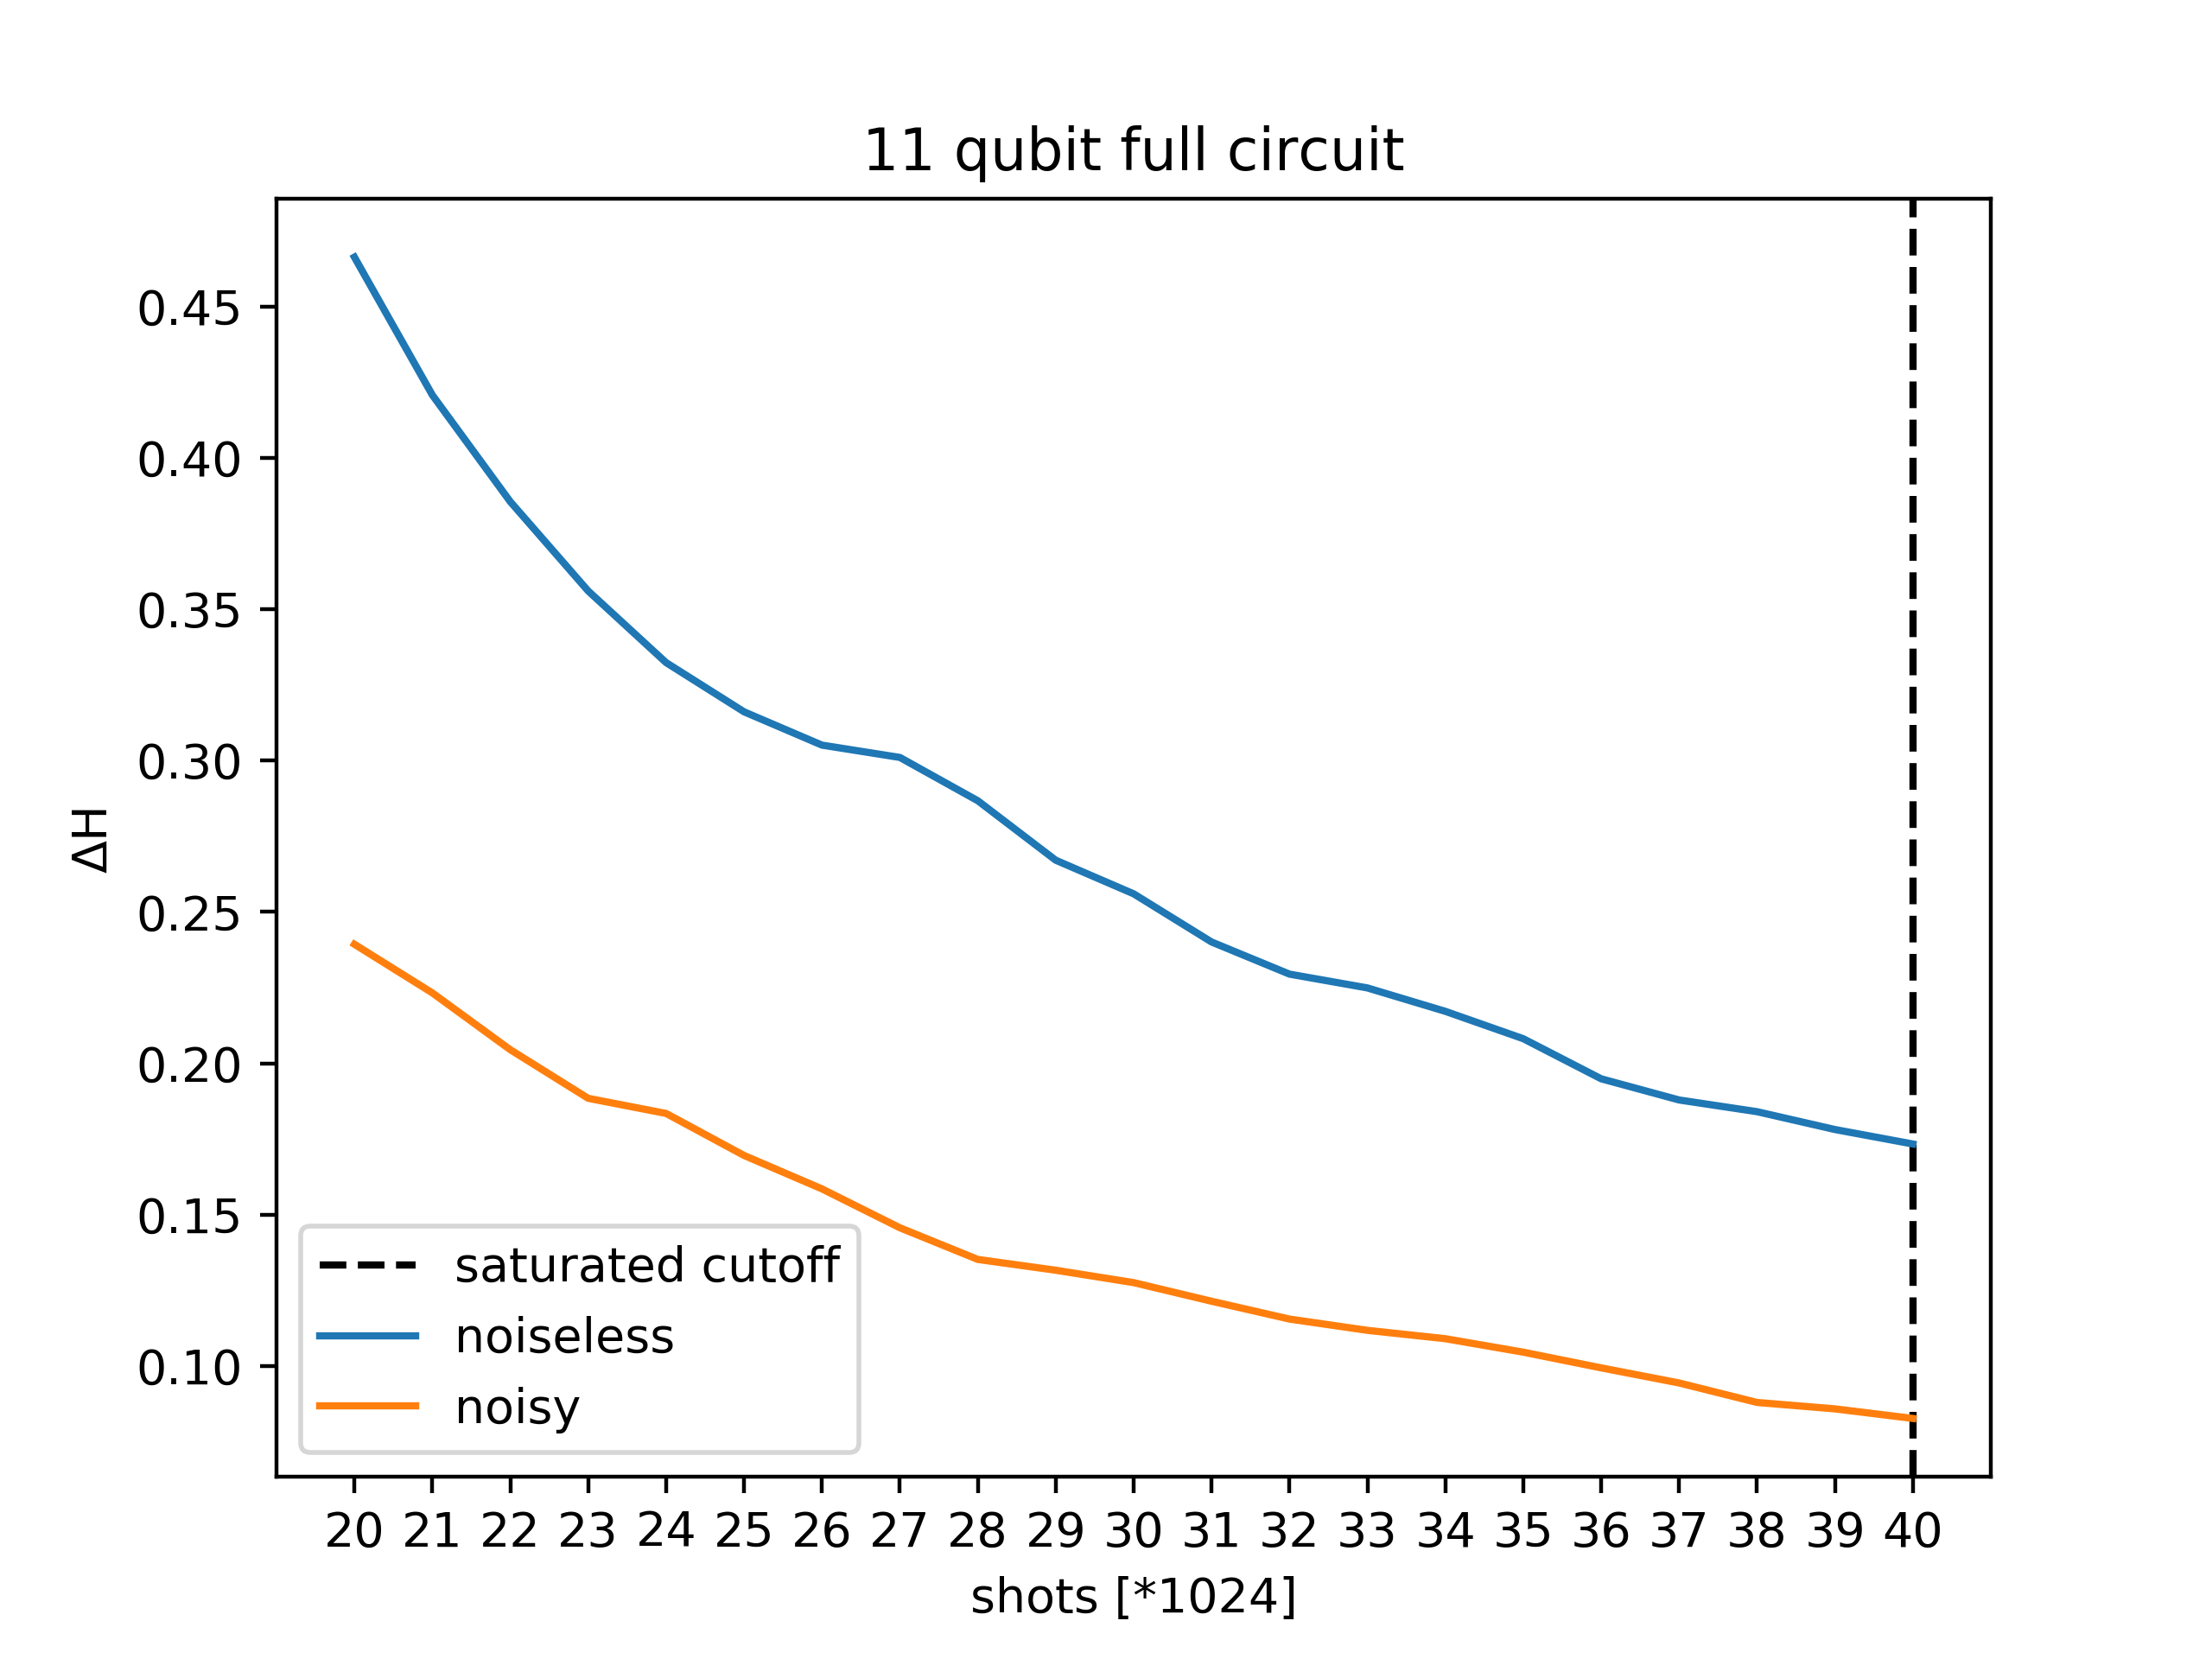 11 qubit full circuit
0.45
0.40
0.35
0.30
0.25
0.20
0.15
0.10
ΔH
saturated cutoff
noiseless
noisy
20 21 22 23 24 25 26 27 28 29 30 31 32 33 34 35 36 37 38 39 40
shots [*1024]